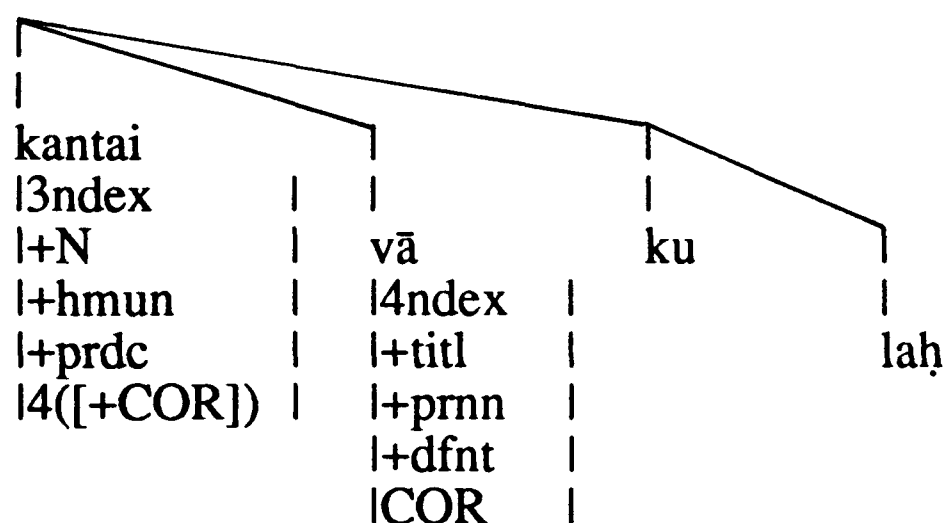 kantai
|3ndex |
|+N | vā ku
|+hmun | |4ndex |
|+prdc | |+titl | laḥ
|4([+COR]) | |+prnn |
|+dfnt |
|COR |